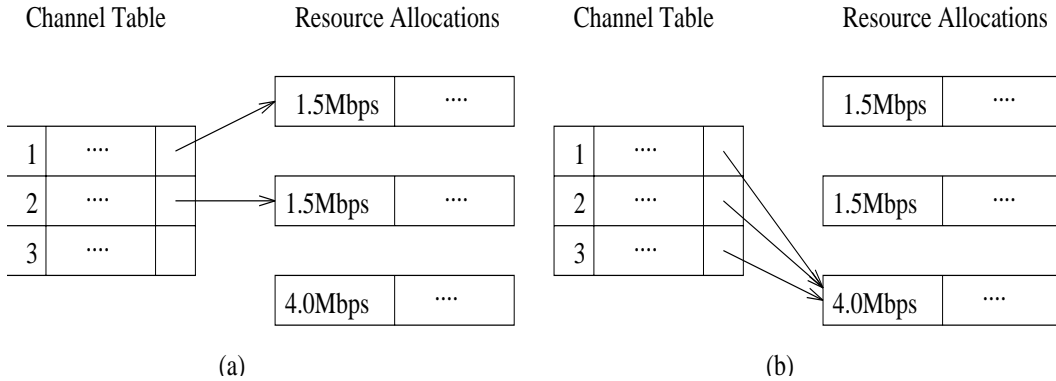 Channel Table Resource Allocations Channel Table Resource Allocations
1.5Mbps .... 1.5Mbps ....
1 .... 1 ....
2 .... 1.5Mbps .... 2 .... 1.5Mbps ....
3 .... 3 ....
4.0Mbps .... 4.0Mbps ....
(a) (b)